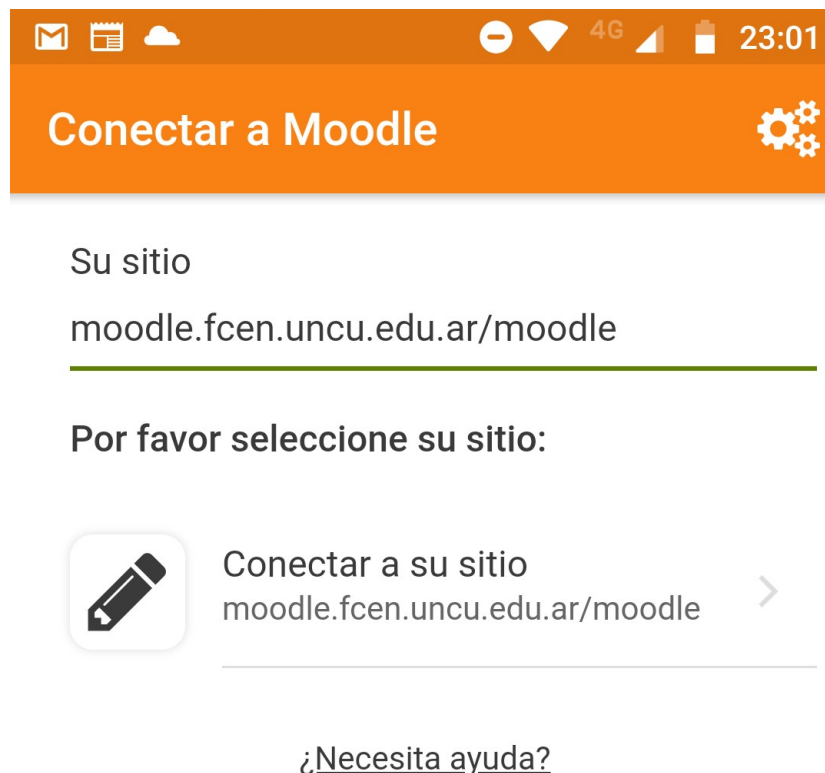 4G 23:01
Conectar a Moodle
Su sitio
moodle.fcen.uncu.edu.ar/moodle
Por favor seleccione su sitio:
Conectar a su sitio
moodle.fcen.uncu.edu.ar/moodle
¿Necesita ayuda?